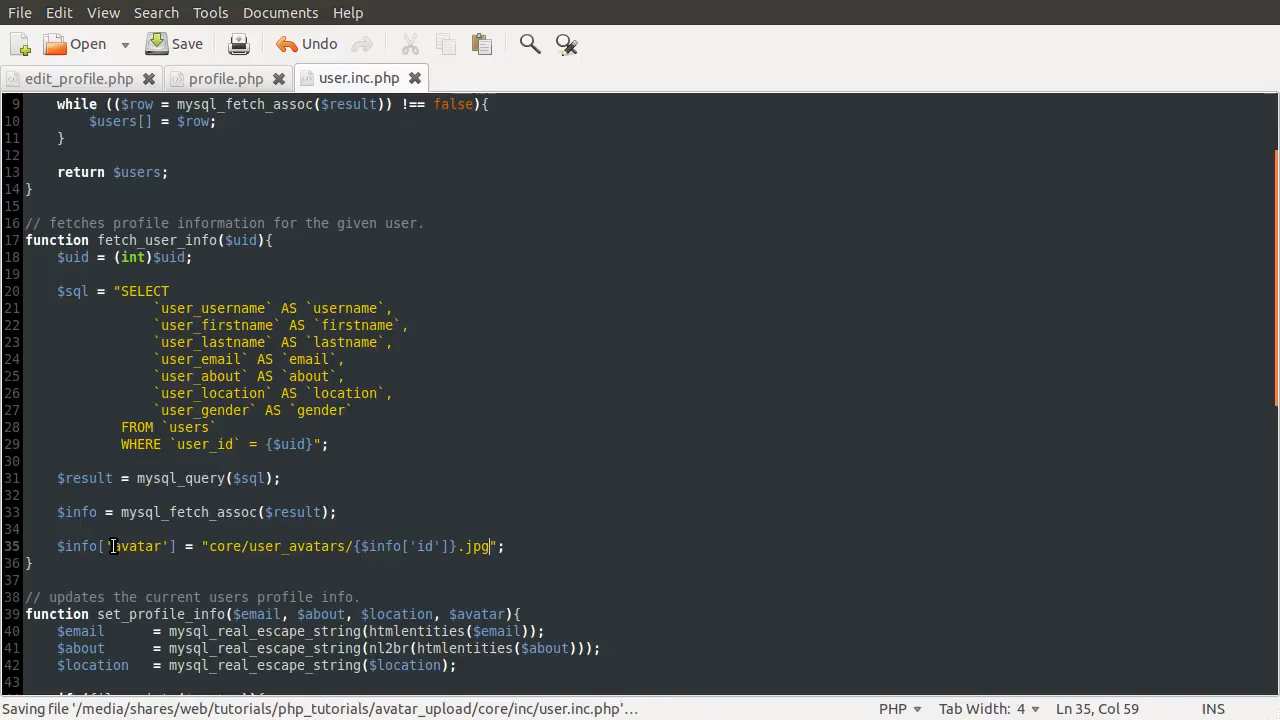 File Edit View Search Tools Documents Help
Open Save Undo
edit_profile.php profile.php user.inc.php
9 while (($row = mysql_fetch_assoc($result)) !== false){
10 $users[] = $row;
11 }
12
13 return $users;
14 }
15
16 // fetches profile information for the given user.
17 function fetch_user_info($uid){
18 $uid = (int)$uid;
19
20 $sql = "SELECT
21 `user_username` AS `username`,
22 `user_firstname` AS `firstname`,
23 `user_lastname` AS `lastname`,
24 `user_email` AS `email`,
25 `user_about` AS `about`,
26 `user_location` AS `location`,
27 `user_gender` AS `gender`
28 FROM `users`
29 WHERE `user_id` = {$uid}";
30
31 $result = mysql_query($sql);
32
33 $info = mysql_fetch_assoc($result);
34
35 $info['avatar'] = "core/user_avatars/{$info['id']}.jpg";
36 }
37
38 // updates the current users profile info.
39 function set_profile_info($email, $about, $location, $avatar){
40 $email = mysql_real_escape_string(htmlentities($email));
41 $about = mysql_real_escape_string(nl2br(htmlentities($about)));
42 $location = mysql_real_escape_string($location);
43
Saving file '/media/shares/web/tutorials/php_tutorials/avatar_upload/core/inc/user.inc.php'… PHP Tab Width: 4 Ln 35, Col 59 INS